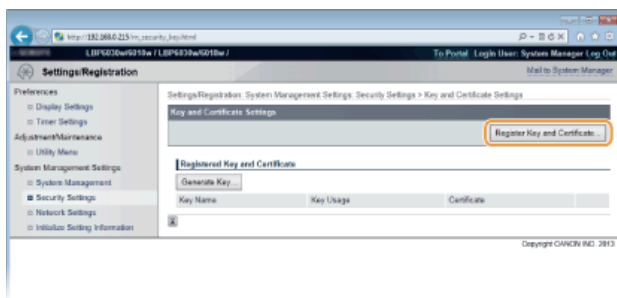 http://192.168.0.215/m_security_key.html
LBP6030w/6018w / LBP6030w/6018w /
To Portal Login User: System Manager Log Out
Settings/Registration
Mail to System Manager
Preferences
Display Settings
Timer Settings
Adjustment/Maintenance
Utility Menu
System Management Settings
System Management
Security Settings
Network Settings
Initialize Setting Information
Settings/Registration: System Management Settings: Security Settings > Key and Certificate Settings
Key and Certificate Settings
Register Key and Certificate...
Registered Key and Certificate
Generate Key...
Key Name Key Usage Certificate
Copyright CANON INC. 2013